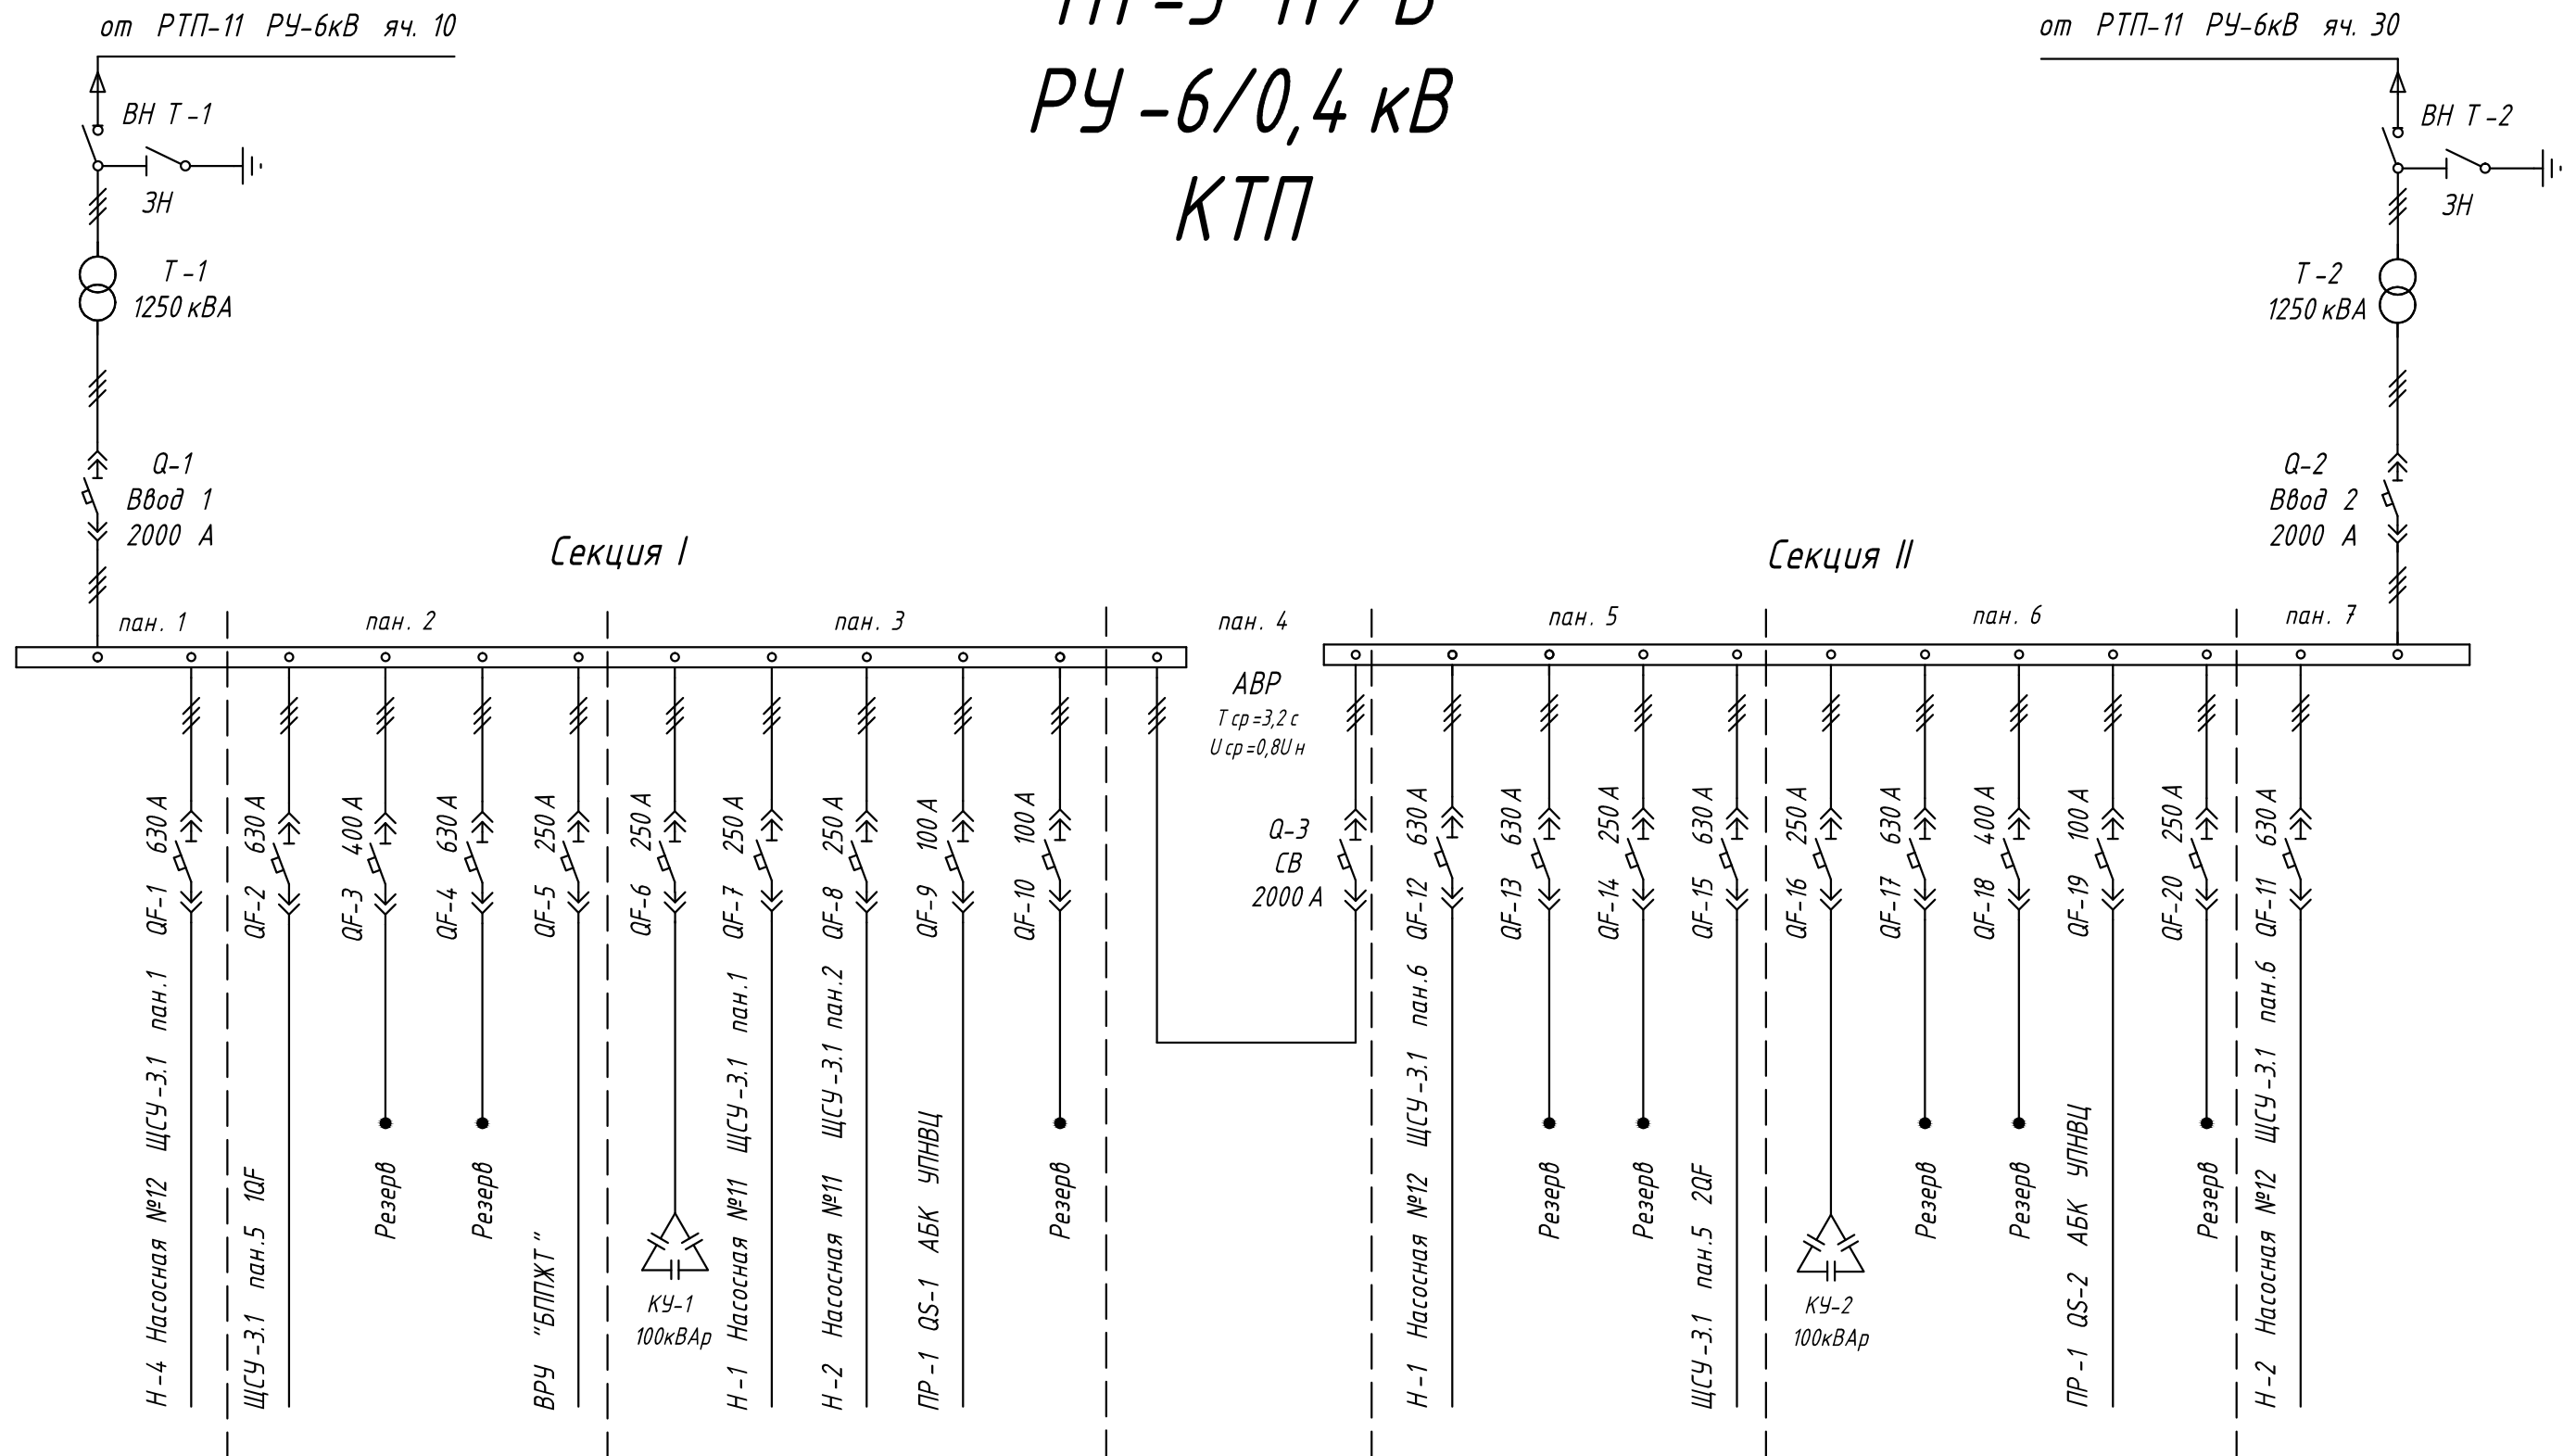 от РТП-11 РУ-6кВ яч. 10
от РТП-11 РУ-6кВ яч. 30
РУ-6/0,4 кВ
КТП
ВН Т-1
ЗН
Т-1
1250 кВА
Q-1
Ввод 1
2000 А
ВН Т-2
ЗН
Т-2
1250 кВА
Q-2
Ввод 2
2000 А
Секция I
Секция II
пан. 1
пан. 2
пан. 3
пан. 4
пан. 5
пан. 6
пан. 7
АВР
Т ср=3,2 с
U ср=0,8U н
Q-3
СВ
2000 А
QF-1 630 А
Н-4 Насосная №12 ЩСУ-3.1 пан.1
QF-2 630 А
ЩСУ-3.1 пан.5 1QF
QF-3 400 А
Резерв
QF-4 630 А
Резерв
QF-5 250 А
ВРУ "БППЖТ"
QF-6 250 А
КУ-1
100кВАр
QF-7 250 А
Н-1 Насосная №11 ЩСУ-3.1 пан.1
QF-8 250 А
Н-2 Насосная №11 ЩСУ-3.1 пан.2
QF-9 100 А
ПР-1 QS-1 АБК УПНВЦ
QF-10 100 А
Резерв
QF-12 630 А
Н-1 Насосная №12 ЩСУ-3.1 пан.6
QF-13 630 А
Резерв
QF-14 250 А
Резерв
QF-15 630 А
ЩСУ-3.1 пан.5 2QF
QF-16 250 А
КУ-2
100кВАр
QF-17 630 А
Резерв
QF-18 400 А
Резерв
QF-19 100 А
ПР-1 QS-2 АБК УПНВЦ
QF-20 250 А
Резерв
QF-11 630 А
Н-2 Насосная №12 ЩСУ-3.1 пан.6